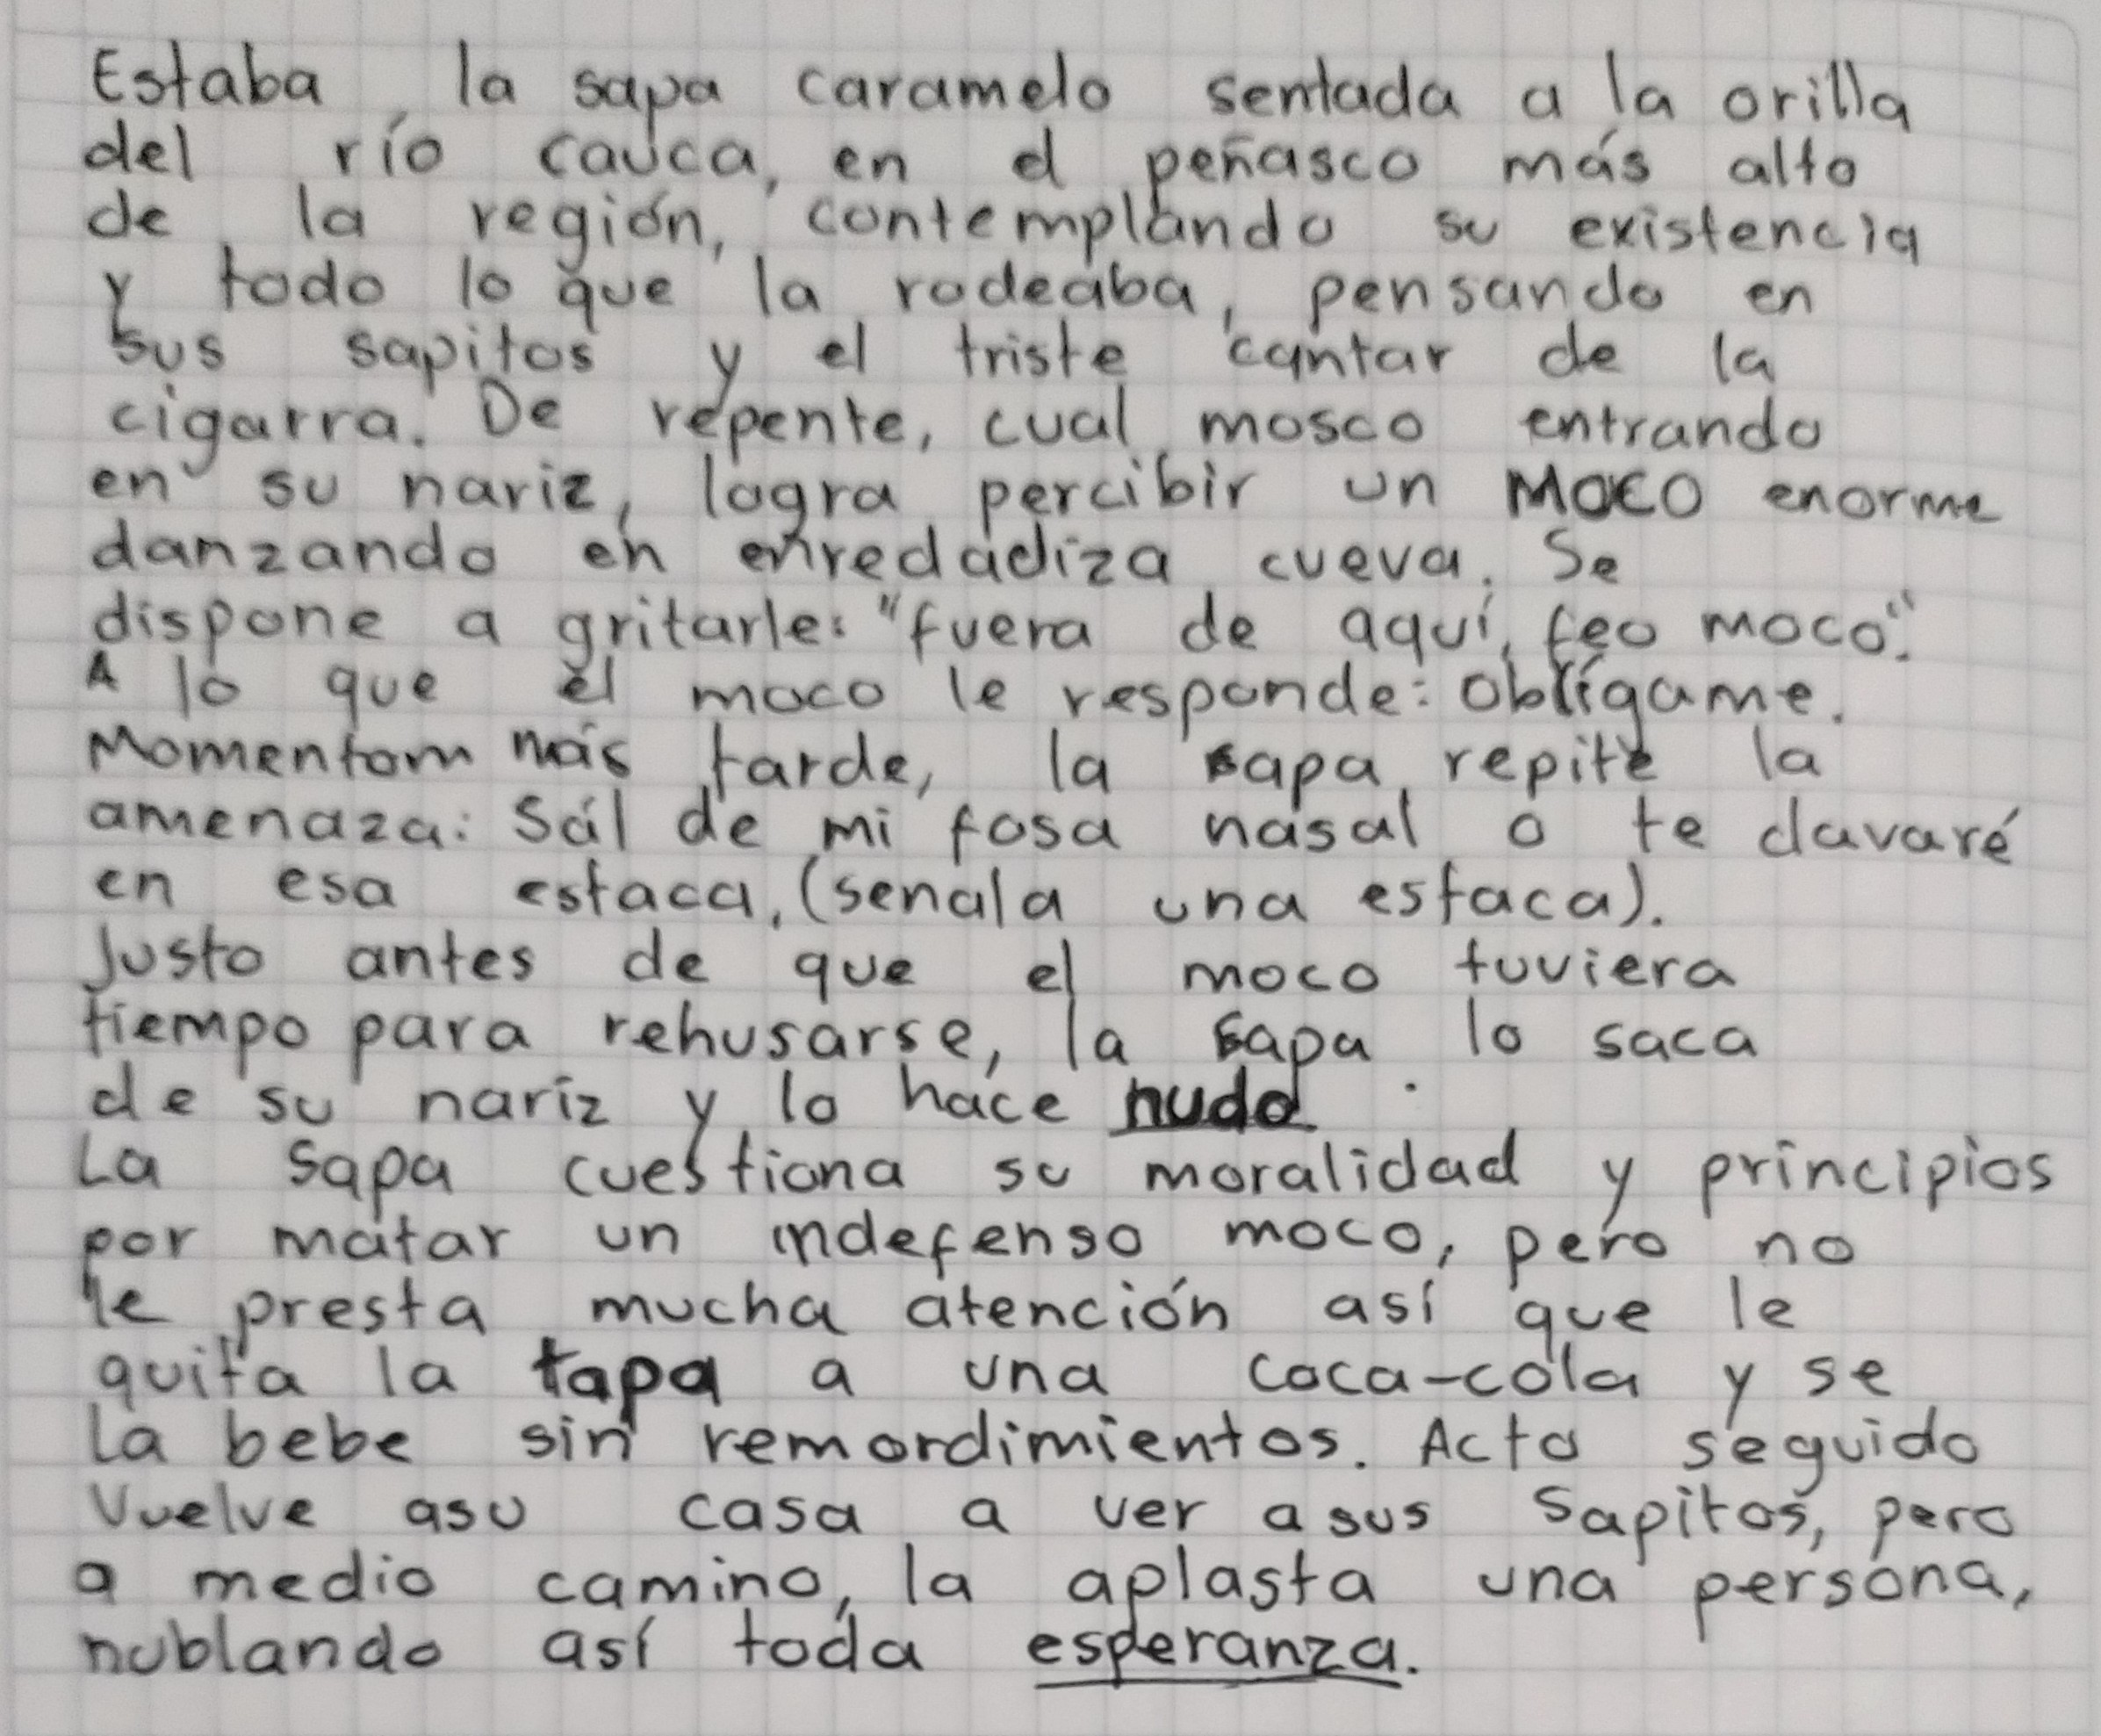 Estaba la sapa caramelo sentada a la orilla
del río cauca, en el peñasco más alto
de la región, contemplando su existencia
y todo lo que la rodeaba, pensando en
sus sapitos y el triste cantar de la
cigarra. De repente, cual mosco entrando
en su nariz, logra percibir un MOCO enorme
danzando en enredadiza cueva. Se
dispone a gritarle: "fuera de aquí, feo moco".
A lo que el moco le responde: oblígame.
Momentom más tarde, la sapa repite la
amenaza: Sál de mi fosa nasal o te clavaré
en esa estaca, (senala una estaca).
Justo antes de que el moco tuviera
tiempo para rehusarse, la sapa lo saca
de su nariz y lo hace nudo.
La sapa cuestiona su moralidad y principios
por matar un indefenso moco, pero no
le presta mucha atención así que le
quita la tapa a una coca-cola y se
la bebe sin remordimientos. Acto seguido
Vuelve asu casa a ver asus Sapitos, pero
a medio camino, la aplasta una persona,
nublando así toda esperanza.